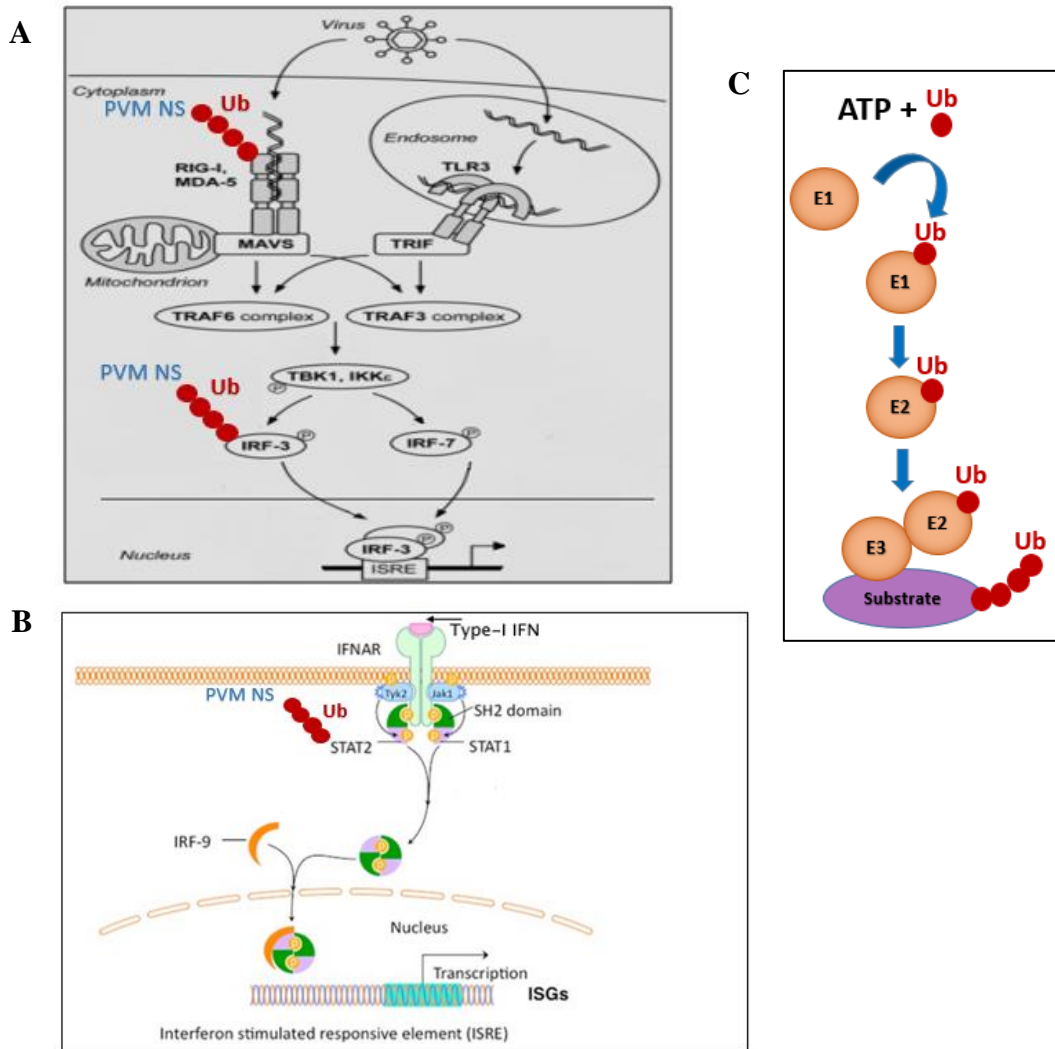 A
Virus
Cytoplasm
PVM NS
Ub
RIG-I,
MDA-5
Endosome
TLR3
MAVS
TRIF
Mitochondrion
TRAF6 complex
TRAF3 complex
PVM NS
Ub
TBK1, IKKε
P
IRF-3
P
IRF-7
P
Nucleus
P
P
IRF-3
ISRE
B
Type-I IFN
IFNAR
PVM NS
Ub
Tyk2
Jak1
SH2 domain
P
P
P
P
STAT2
STAT1
IRF-9
P
P
Nucleus
P
P
Transcription
ISGs
Interferon stimulated responsive element (ISRE)
C
ATP + Ub
E1
Ub
E1
Ub
E2
Ub
E2
E3
Ub
Substrate